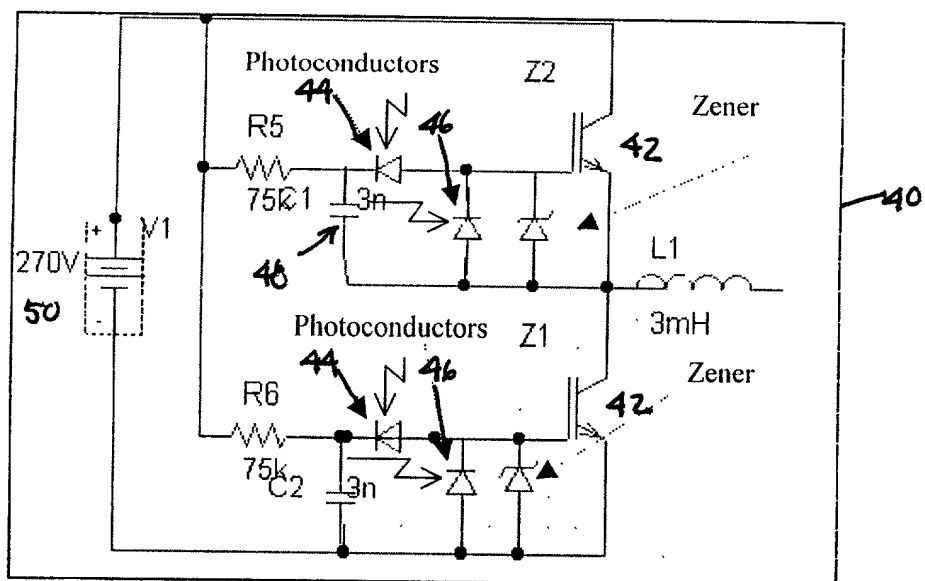 Photoconductors
Z2
44
Zener
R5
46
42
75k
C1
3n
40
+
V1
48
L1
270V
50
-
Photoconductors
Z1
3mH
44
46
Zener
R6
42
75k
C2
3n